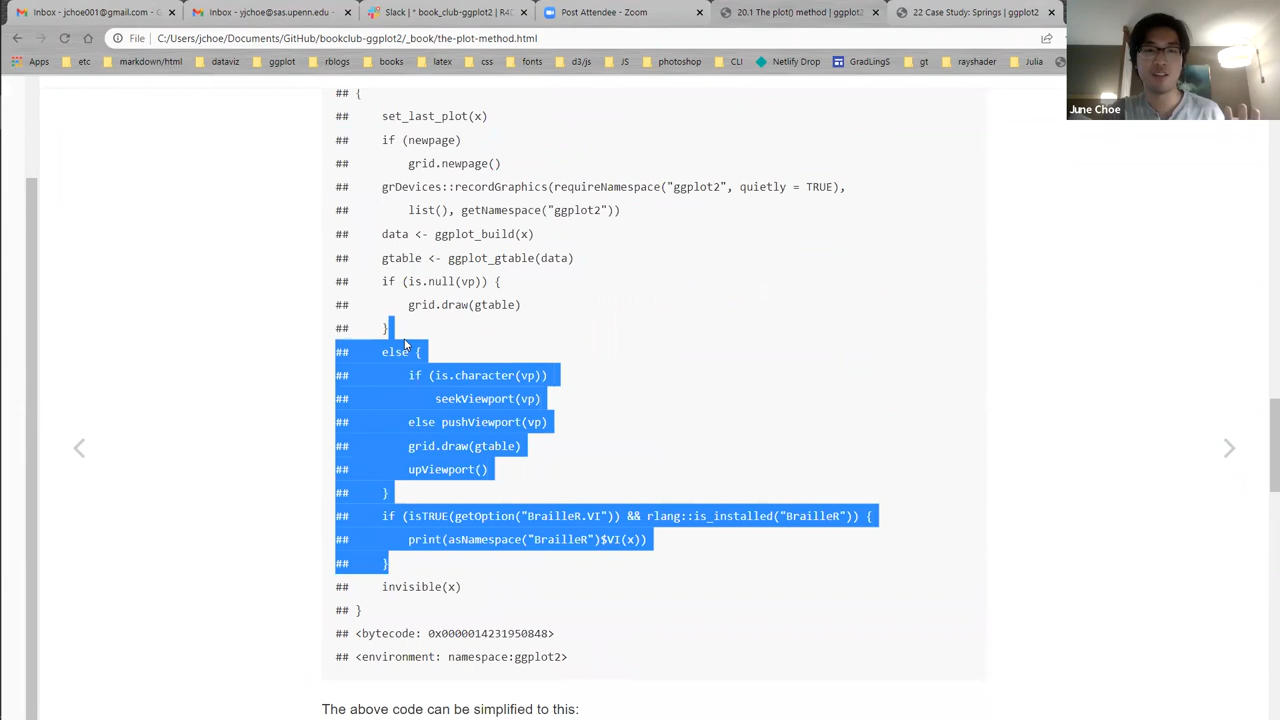 Inbox - jchoe001@gmail.com - G
Inbox - yjchoe@sas.upenn.edu -
Slack | * book_club-ggplot2 | R4D
Post Attendee - Zoom
20.1 The plot() method | ggplot2
22 Case Study: Springs | ggplot2
File | C:/Users/jchoe/Documents/GitHub/bookclub-ggplot2/_book/the-plot-method.html
Apps etc markdown/html dataviz ggplot rblogs books latex css fonts d3/js JS photoshop CLI Netlify Drop GradLingS gt rayshader Julia
June Choe
## {
##     set_last_plot(x)
##     if (newpage)
##         grid.newpage()
##     grDevices::recordGraphics(requireNamespace("ggplot2", quietly = TRUE),
##         list(), getNamespace("ggplot2"))
##     data <- ggplot_build(x)
##     gtable <- ggplot_gtable(data)
##     if (is.null(vp)) {
##         grid.draw(gtable)
##     }
##     else {
##         if (is.character(vp))
##             seekViewport(vp)
##         else pushViewport(vp)
##         grid.draw(gtable)
##         upViewport()
##     }
##     if (isTRUE(getOption("BrailleR.VI")) && rlang::is_installed("BrailleR")) {
##         print(asNamespace("BrailleR")$VI(x))
##     }
##     invisible(x)
## }
## <bytecode: 0x0000014231950848>
## <environment: namespace:ggplot2>
The above code can be simplified to this: